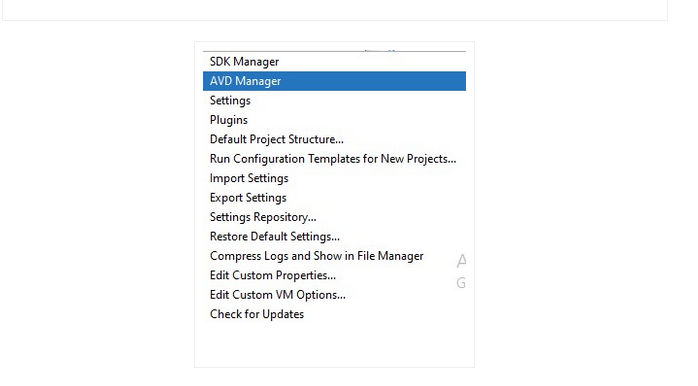 SDK Manager
AVD Manager
Settings
Plugins
Default Project Structure...
Run Configuration Templates for New Projects...
Import Settings
Export Settings
Settings Repository...
Restore Default Settings...
Compress Logs and Show in File Manager
A
Edit Custom Properties...
G
Edit Custom VM Options...
Check for Updates